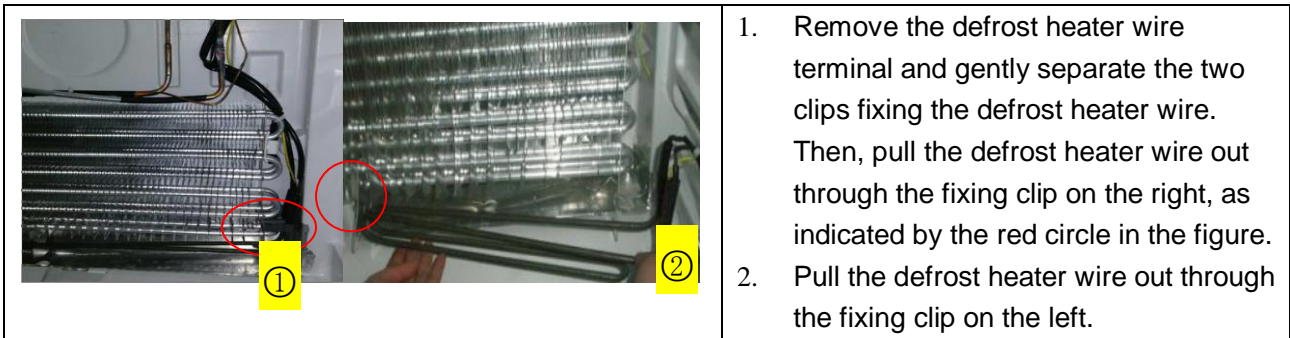 ①
②
1. Remove the defrost heater wire
terminal and gently separate the two
clips fixing the defrost heater wire.
Then, pull the defrost heater wire out
through the fixing clip on the right, as
indicated by the red circle in the figure.
2. Pull the defrost heater wire out through
the fixing clip on the left.